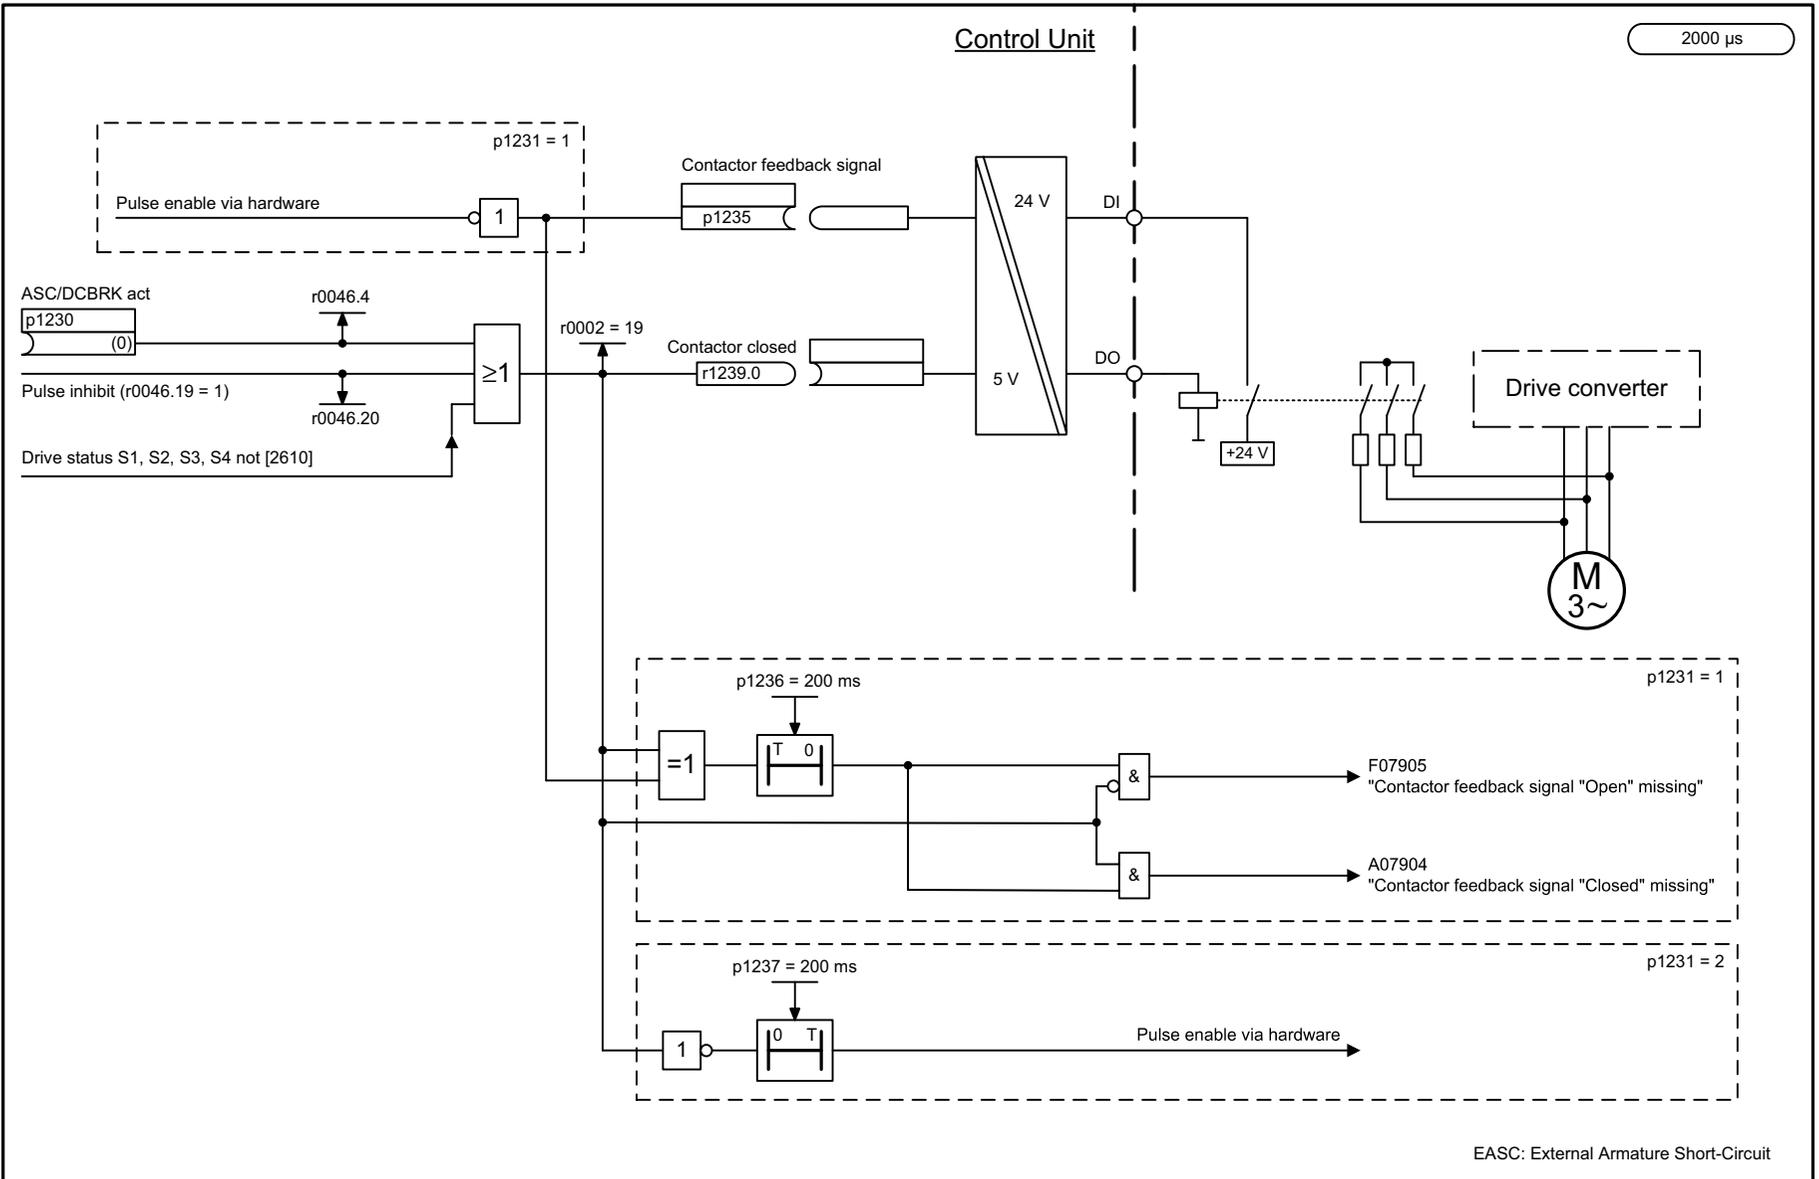 Control Unit
2000 µs
p1231 = 1
Pulse enable via hardware
1
Contactor feedback signal
p1235
24 V
DI
ASC/DCBRK act
p1230
(0)
r0046.4
Pulse inhibit (r0046.19 = 1)
r0046.20
Drive status S1, S2, S3, S4 not [2610]
≥1
r0002 = 19
Contactor closed
r1239.0
5 V
DO
+24 V
Drive converter
M
3~
p1231 = 1
p1236 = 200 ms
=1
T 0
&
F07905
"Contactor feedback signal "Open" missing"
&
A07904
"Contactor feedback signal "Closed" missing"
p1231 = 2
p1237 = 200 ms
1
0 T
Pulse enable via hardware
EASC: External Armature Short-Circuit